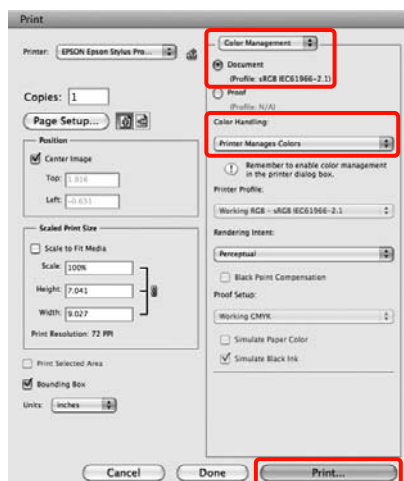 Print
Printer: EPSON Epson Stylus Pro...
Copies: 1
Page Setup...
Position
Center Image
Top: 1.916
Left: -0.633
Scaled Print Size
Scale to Fit Media
Scale: 100%
Height: 7.041
Width: 9.027
Print Resolution: 72 PPI
Print Selected Area
Bounding Box
Units: inches
Color Management
Document
(Profile: sRGB IEC61966-2.1)
Proof
(Profile: N/A)
Color Handling:
Printer Manages Colors
Remember to enable color management
in the printer dialog box.
Printer Profile:
Working RGB - sRGB IEC61966-2.1
Rendering Intent:
Perceptual
Black Point Compensation
Proof Setup:
Working CMYK
Simulate Paper Color
Simulate Black Ink
Cancel
Done
Print...